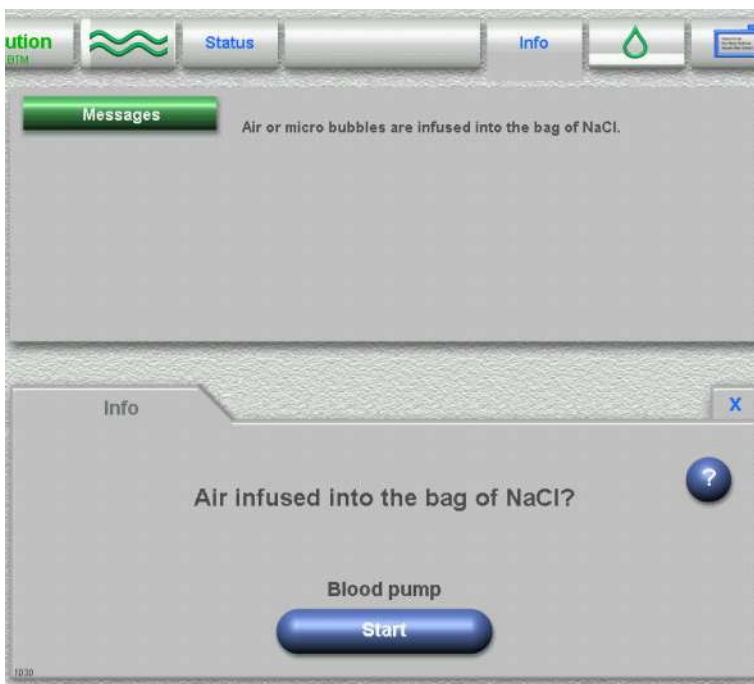 ution
BTM
Status
Info
Messages
Air or micro bubbles are infused into the bag of NaCl.
Info
X
?
Air infused into the bag of NaCl?
Blood pump
Start
1030